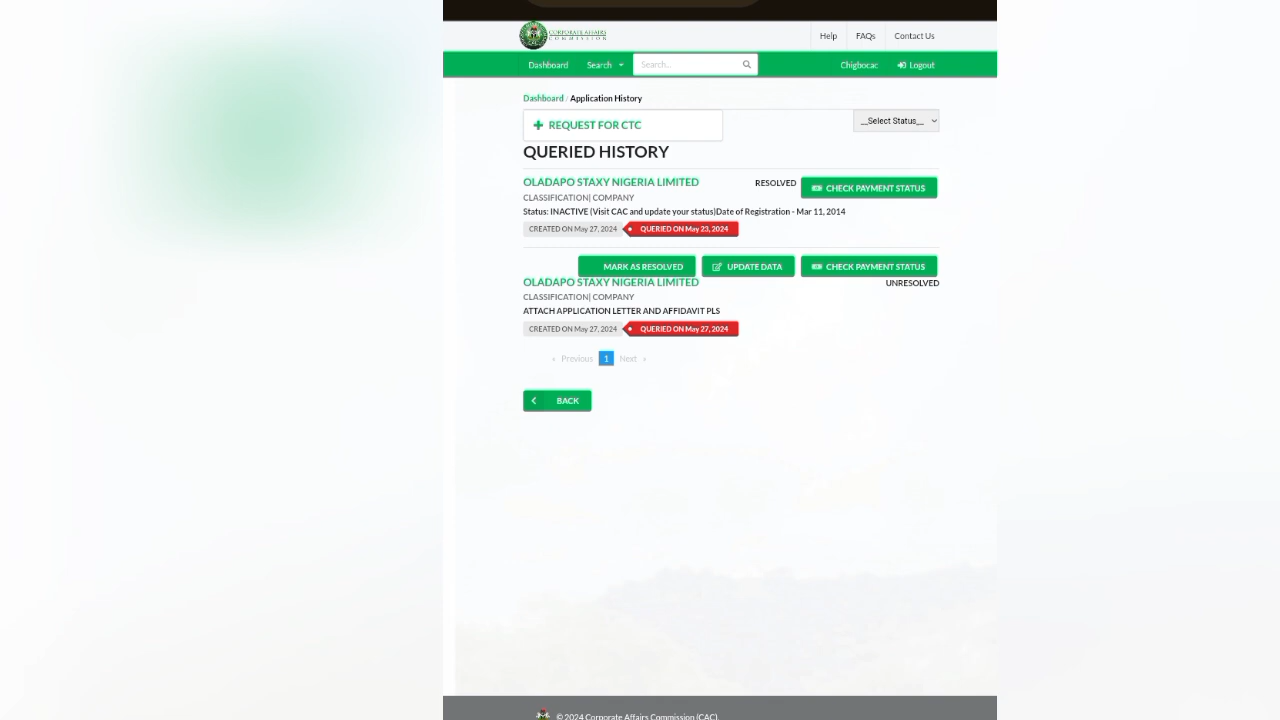 CORPORATE AFFAIRS
COMMISSION
Help FAQs Contact Us
Dashboard Search Search... Chigbocac Logout
Dashboard / Application History
REQUEST FOR CTC
__Select Status__
QUERIED HISTORY
OLADAPO STAXY NIGERIA LIMITED RESOLVED CHECK PAYMENT STATUS
CLASSIFICATION| COMPANY
Status: INACTIVE (Visit CAC and update your status)Date of Registration - Mar 11, 2014
CREATED ON May 27, 2024 QUERIED ON May 23, 2024
MARK AS RESOLVED UPDATE DATA CHECK PAYMENT STATUS
OLADAPO STAXY NIGERIA LIMITED UNRESOLVED
CLASSIFICATION| COMPANY
ATTACH APPLICATION LETTER AND AFFIDAVIT PLS
CREATED ON May 27, 2024 QUERIED ON May 27, 2024
« Previous 1 Next »
BACK
© 2024 Corporate Affairs Commission (CAC).